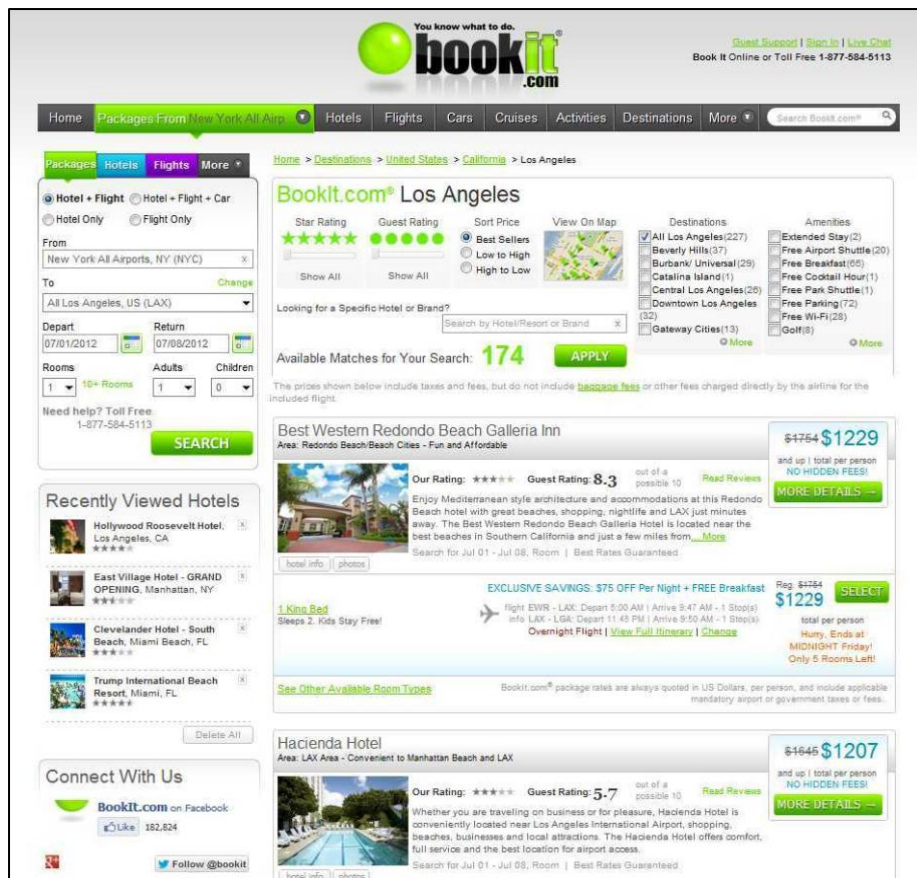 You know what to do.
bookit
.com
Guest Support | Sign In | Live Chat
Book It Online or Toll Free 1-877-584-5113
Home
Packages From New York All Airp
Hotels
Flights
Cars
Cruises
Activities
Destinations
More
Search BookIt.com®
Packages
Hotels
Flights
More
Hotel + Flight
Hotel + Flight + Car
Hotel Only
Flight Only
From
New York All Airports, NY (NYC) x
To
Change
All Los Angeles, US (LAX)
Depart
Return
07/01/2012
07/08/2012
Rooms
Adults
Children
1
10+ Rooms
1
0
Need help? Toll Free
1-877-584-5113
SEARCH
Recently Viewed Hotels
Hollywood Roosevelt Hotel,
Los Angeles, CA
East Village Hotel - GRAND
OPENING, Manhattan, NY
Clevelander Hotel - South
Beach, Miami Beach, FL
Trump International Beach
Resort, Miami, FL
Delete All
Connect With Us
BookIt.com on Facebook
Like 182,824
Follow @bookit
Home > Destinations > United States > California > Los Angeles
BookIt.com® Los Angeles
Star Rating
Show All
Guest Rating
Show All
Sort Price
Best Sellers
Low to High
High to Low
View On Map
Destinations
All Los Angeles(227)
Beverly Hills(37)
Burbank/ Universal(29)
Catalina Island(1)
Central Los Angeles(26)
Downtown Los Angeles
(32)
Gateway Cities(13)
More
Amenities
Extended Stay(2)
Free Airport Shuttle(20)
Free Breakfast(65)
Free Cocktail Hour(1)
Free Park Shuttle(1)
Free Parking(72)
Free Wi-Fi(28)
Golf(8)
More
Looking for a Specific Hotel or Brand?
Search by Hotel/Resort or Brand x
Available Matches for Your Search: 174
APPLY
The prices shown below include taxes and fees, but do not include baggage fees or other fees charged directly by the airline for the
included flight.
Best Western Redondo Beach Galleria Inn
Area: Redondo Beach/Beach Cities - Fun and Affordable
$1754 $1229
and up | total per person
NO HIDDEN FEES!
MORE DETAILS →
Our Rating: Guest Rating: 8.3 out of a
possible 10 Read Reviews
Enjoy Mediterranean style architecture and accommodations at this Redondo
Beach hotel with great beaches, shopping, nightlife and LAX just minutes
away. The Best Western Redondo Beach Galleria Hotel is located near the
best beaches in Southern California and just a few miles from... More
Search for Jul 01 - Jul 08, Room | Best Rates Guaranteed
hotel info
photos
EXCLUSIVE SAVINGS: $75 OFF Per Night + FREE Breakfast
1 King Bed
Sleeps 2. Kids Stay Free!
flight EWR - LAX: Depart 5:00 AM | Arrive 9:47 AM - 1 Stop(s)
info LAX - LGA: Depart 11:45 PM | Arrive 9:50 AM - 1 Stop(s)
Overnight Flight | View Full Itinerary | Change
Reg. $1754
$1229
SELECT
total per person
Hurry, Ends at
MIDNIGHT Friday!
Only 5 Rooms Left!
See Other Available Room Types
BookIt.com® package rates are always quoted in US Dollars, per person, and include applicable
mandatory airport or government taxes or fees.
Hacienda Hotel
Area: LAX Area - Convenient to Manhattan Beach and LAX
$1645 $1207
and up | total per person
NO HIDDEN FEES!
MORE DETAILS →
Our Rating: Guest Rating: 5.7 out of a
possible 10 Read Reviews
Whether you are traveling on business or for pleasure, Hacienda Hotel is
conveniently located near Los Angeles International Airport, shopping,
beaches, businesses and local attractions. The Hacienda Hotel offers comfort,
full service and the best location for airport access.
Search for Jul 01 - Jul 08, Room | Best Rates Guaranteed
hotel info
photos